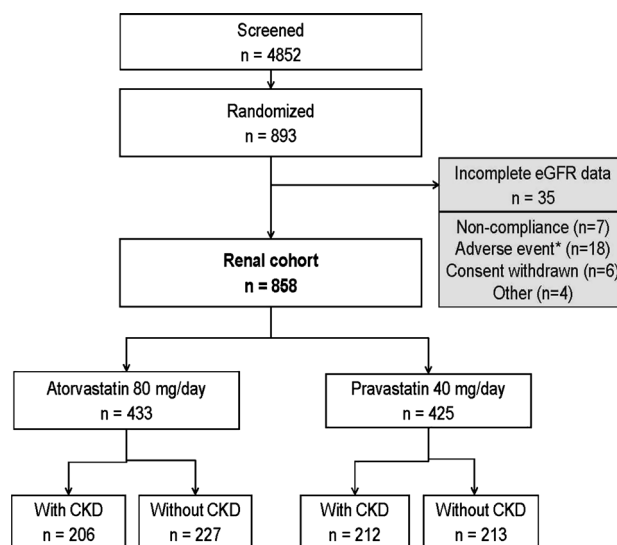 Screened
n = 4852
Randomized
n = 893
Incomplete eGFR data
n = 35
Non-compliance (n=7)
Adverse event* (n=18)
Consent withdrawn (n=6)
Other (n=4)
Renal cohort
n = 858
Atorvastatin 80 mg/day
n = 433
Pravastatin 40 mg/day
n = 425
With CKD
n = 206
Without CKD
n = 227
With CKD
n = 212
Without CKD
n = 213